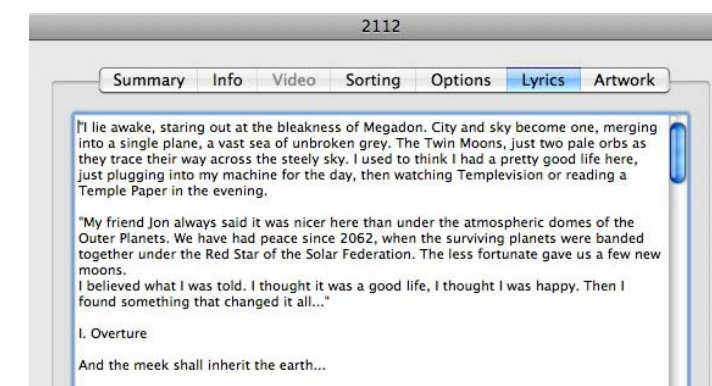 2112
Summary Info Video Sorting Options Lyrics Artwork
"I lie awake, staring out at the bleakness of Megadon. City and sky become one, merging
into a single plane, a vast sea of unbroken grey. The Twin Moons, just two pale orbs as
they trace their way across the steely sky. I used to think I had a pretty good life here,
just plugging into my machine for the day, then watching Templevision or reading a
Temple Paper in the evening.
"My friend Jon always said it was nicer here than under the atmospheric domes of the
Outer Planets. We have had peace since 2062, when the surviving planets were banded
together under the Red Star of the Solar Federation. The less fortunate gave us a few new
moons.
I believed what I was told. I thought it was a good life, I thought I was happy. Then I
found something that changed it all..."
I. Overture
And the meek shall inherit the earth...